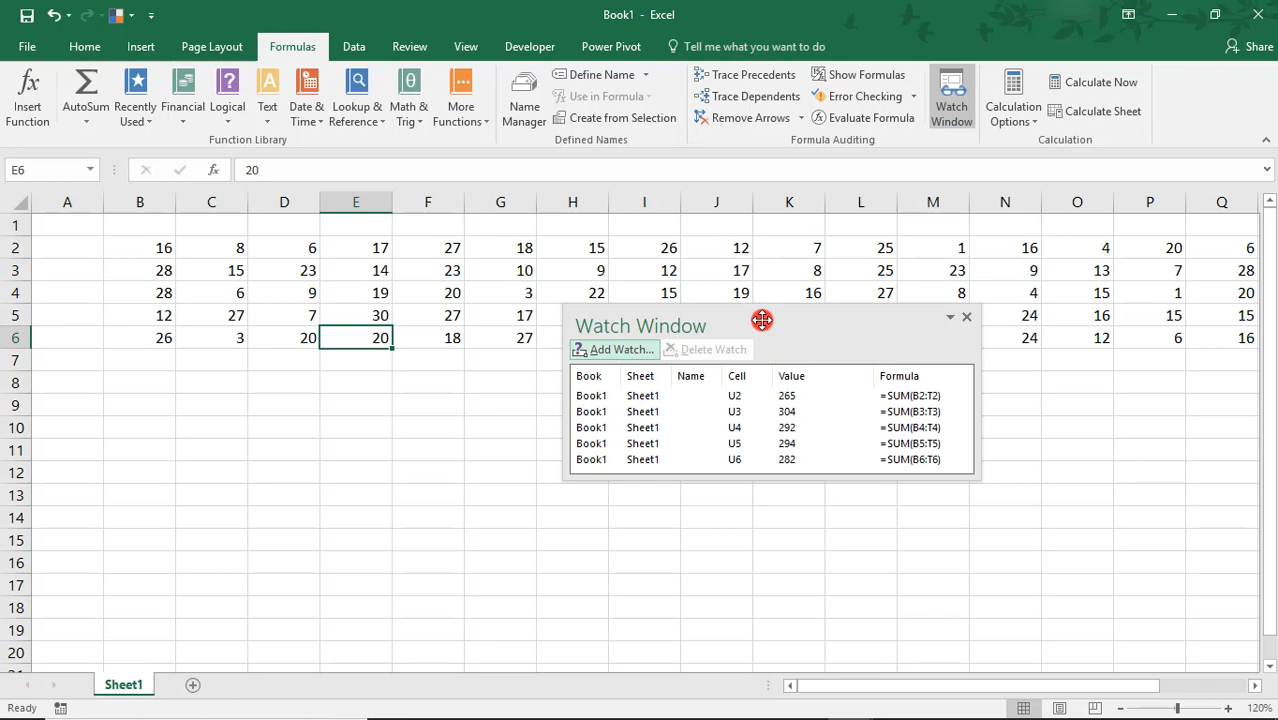 Book1 - Excel
File Home Insert Page Layout Formulas Data Review View Developer Power Pivot Tell me what you want to do Share
Insert Function
AutoSum
Recently Used
Financial
Logical
Text
Date & Time
Lookup & Reference
Math & Trig
More Functions
Function Library
Name Manager
Define Name
Use in Formula
Create from Selection
Defined Names
Trace Precedents
Trace Dependents
Remove Arrows
Show Formulas
Error Checking
Evaluate Formula
Formula Auditing
Watch Window
Calculation Options
Calculate Now
Calculate Sheet
Calculation
E6 fx 20
A B C D E F G H I J K L M N O P Q
1
2 16 8 6 17 27 18 15 26 12 7 25 1 16 4 20 6
3 28 15 23 14 23 10 9 12 17 8 25 23 9 13 7 28
4 28 6 9 19 20 3 22 15 19 16 27 8 4 15 1 20
5 12 27 7 30 27 17 24 16 15 15
6 26 3 20 20 18 27 24 12 6 16
7
8
9
10
11
12
13
14
15
16
17
18
19
20
Watch Window
Add Watch... Delete Watch
Book Sheet Name Cell Value Formula
Book1 Sheet1 U2 265 =SUM(B2:T2)
Book1 Sheet1 U3 304 =SUM(B3:T3)
Book1 Sheet1 U4 292 =SUM(B4:T4)
Book1 Sheet1 U5 294 =SUM(B5:T5)
Book1 Sheet1 U6 282 =SUM(B6:T6)
Sheet1
Ready 120%